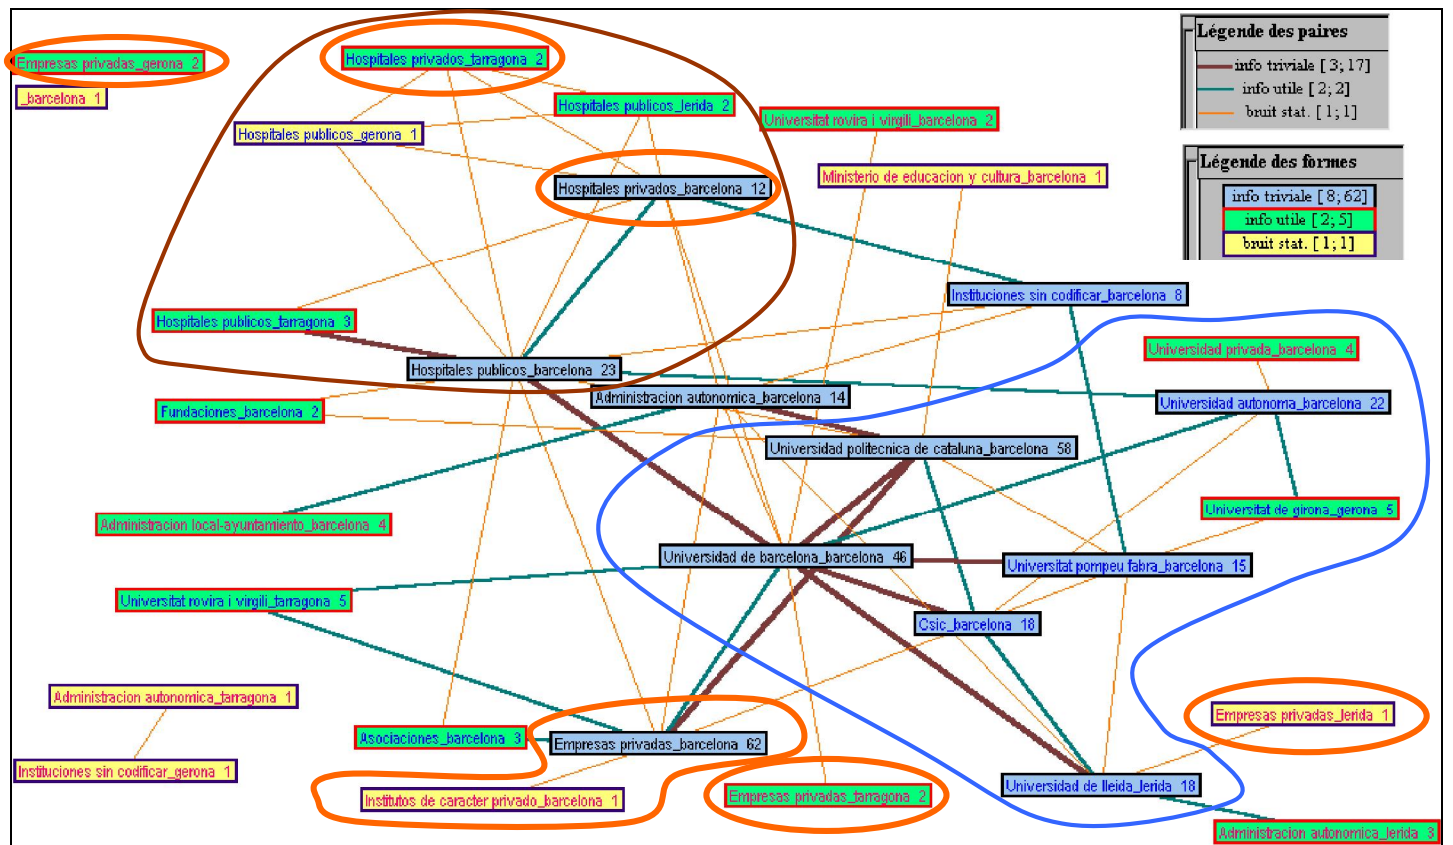 Légende des paires
info triviale [ 3; 17]
info utile [ 2; 2]
bruit stat. [ 1; 1]
Légende des formes
info triviale [ 8; 62]
info utile [ 2; 5]
bruit stat. [ 1; 1]
Empresas privadas_gerona 2
_barcelona 1
Hospitales privados_tarragona 2
Hospitales publicos_lerida 2
Hospitales publicos_gerona 1
Universitat rovira i virgili_barcelona 2
Ministerio de educacion y cultura_barcelona 1
Hospitales privados_barcelona 12
Instituciones sin codificar_barcelona 8
Hospitales publicos_tarragona 3
Universidad privada_barcelona 4
Hospitales publicos_barcelona 23
Administracion autonomica_barcelona 14
Universidad autonoma_barcelona 22
Fundaciones_barcelona 2
Universidad politecnica de cataluna_barcelona 58
Universitat de girona_gerona 5
Administracion local-ayuntamiento_barcelona 4
Universidad de barcelona_barcelona 46
Universitat pompeu fabra_barcelona 15
Universitat rovira i virgili_tarragona 5
Csic_barcelona 18
Administracion autonomica_tarragona 1
Empresas privadas_lerida 1
Asociaciones_barcelona 3
Empresas privadas_barcelona 62
Instituciones sin codificar_gerona 1
Universidad de lleida_lerida 18
Institutos de caracter privado_barcelona 1
Empresas privadas_tarragona 2
Administracion autonomica_lerida 3